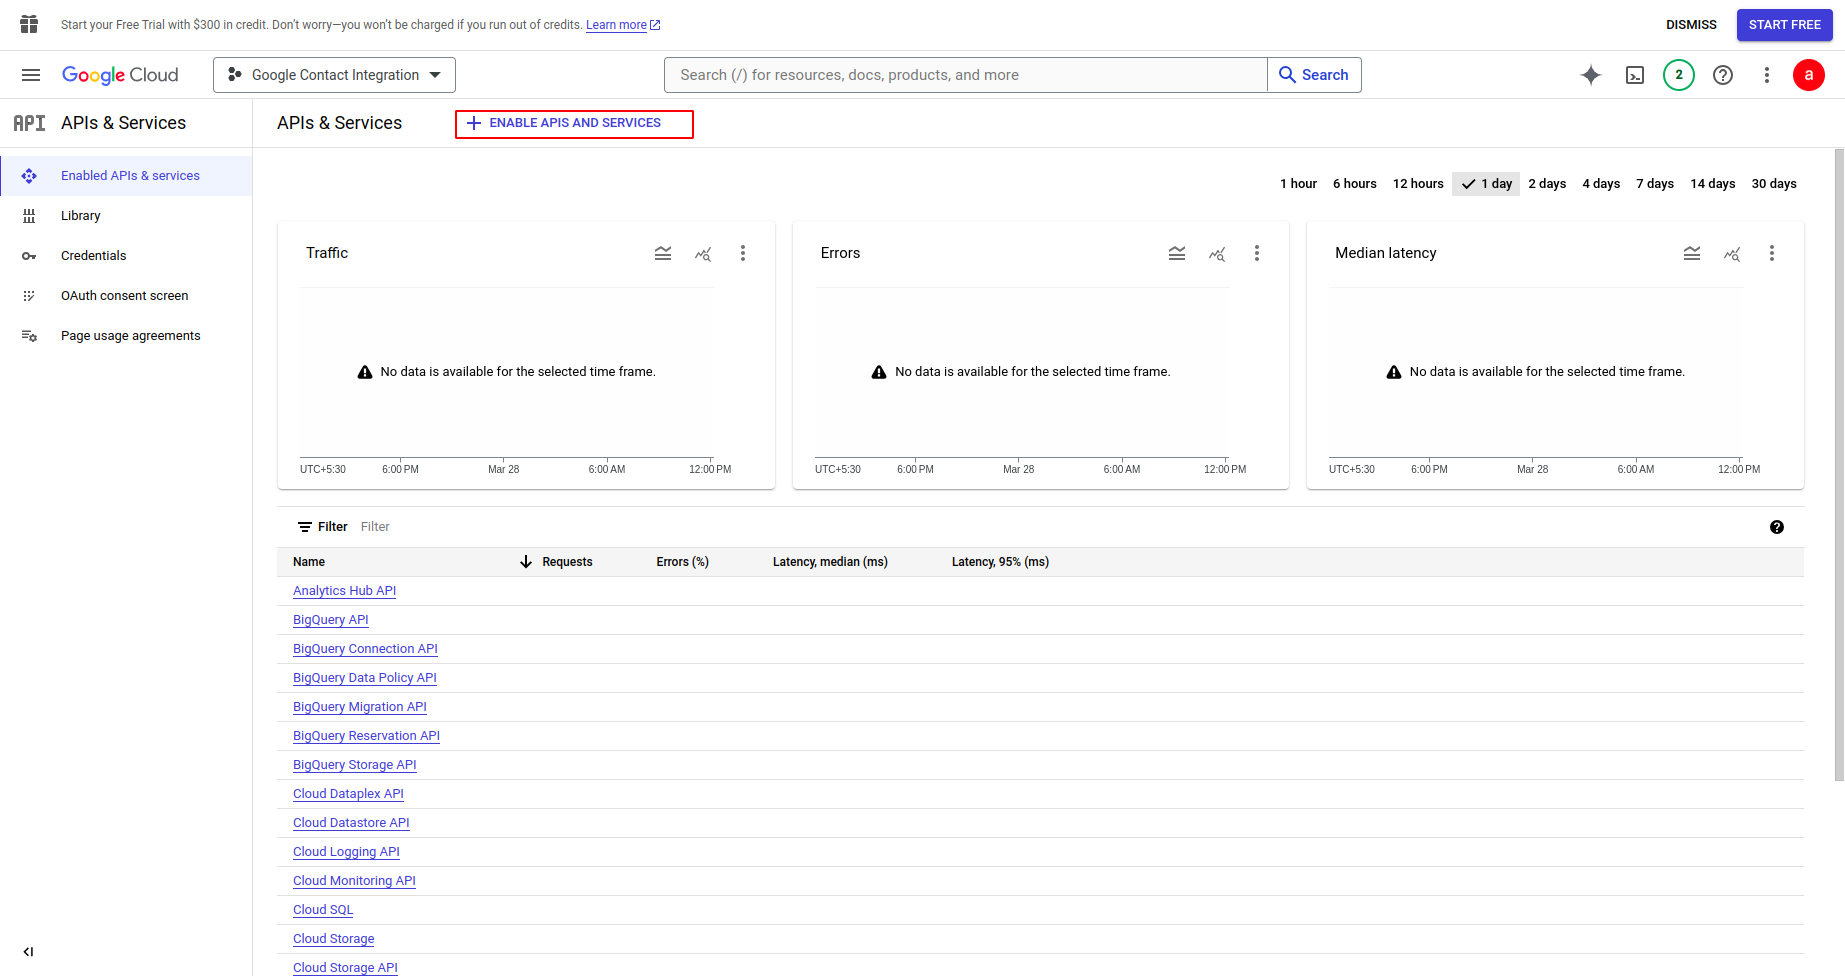 Start your Free Trial with $300 in credit. Don't worry—you won't be charged if you run out of credits. Learn more
DISMISS
START FREE
Google Cloud
Google Contact Integration
Search (/) for resources, docs, products, and more
Search
2
a
API APIs & Services
APIs & Services
ENABLE APIS AND SERVICES
Enabled APIs & services
Library
Credentials
OAuth consent screen
Page usage agreements
1 hour 6 hours 12 hours 1 day 2 days 4 days 7 days 14 days 30 days
Traffic
No data is available for the selected time frame.
UTC+5:30 6:00 PM Mar 28 6:00 AM 12:00 PM
Errors
No data is available for the selected time frame.
UTC+5:30 6:00 PM Mar 28 6:00 AM 12:00 PM
Median latency
No data is available for the selected time frame.
UTC+5:30 6:00 PM Mar 28 6:00 AM 12:00 PM
Filter Filter
Name Requests Errors (%) Latency, median (ms) Latency, 95% (ms)
Analytics Hub API
BigQuery API
BigQuery Connection API
BigQuery Data Policy API
BigQuery Migration API
BigQuery Reservation API
BigQuery Storage API
Cloud Dataplex API
Cloud Datastore API
Cloud Logging API
Cloud Monitoring API
Cloud SQL
Cloud Storage
Cloud Storage API